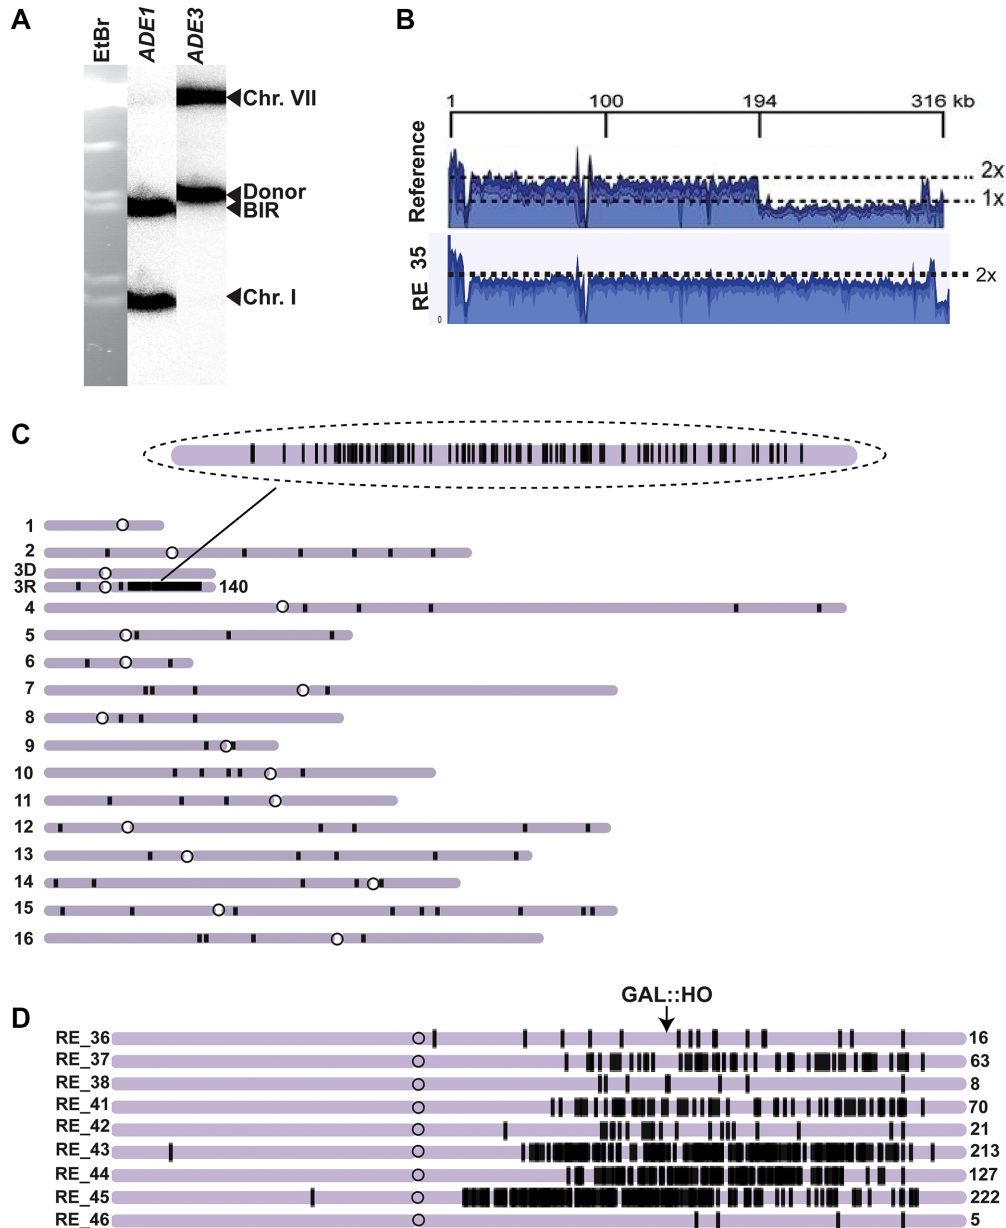 A
EtBr
ADE1
ADE3
Chr. VII
Donor
BIR
Chr. I
B
1 100 194 316 kb
Reference
2x
1x
RE 35
2x
0
C
1
2
3D
3R 140
4
5
6
7
8
9
10
11
12
13
14
15
16
D
GAL::HO
RE_36 16
RE_37 63
RE_38 8
RE_41 70
RE_42 21
RE_43 213
RE_44 127
RE_45 222
RE_46 5